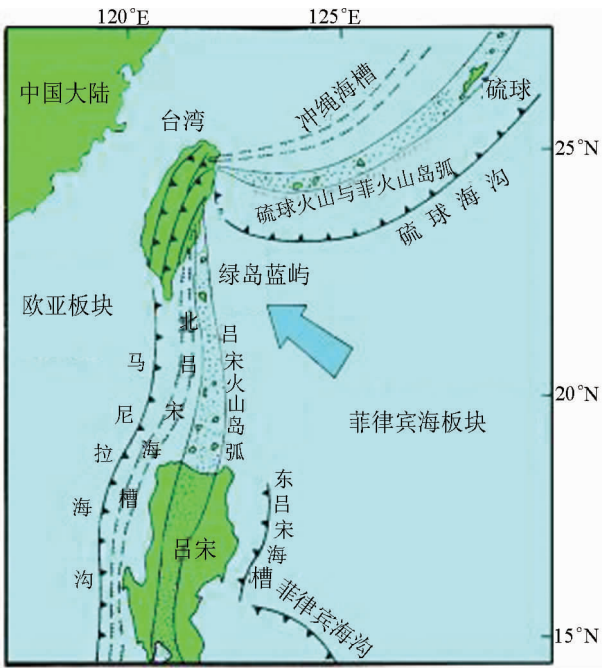 120°E
125°E
中国大陆
台湾
冲绳海槽
硫球
25°N
硫球火山与菲火山岛弧
硫球海沟
绿岛蓝屿
欧亚板块
北吕宋海槽
吕宋火山岛弧
马尼拉海沟
20°N
菲律宾海板块
东吕宋海槽
吕宋
菲律宾海沟
15°N